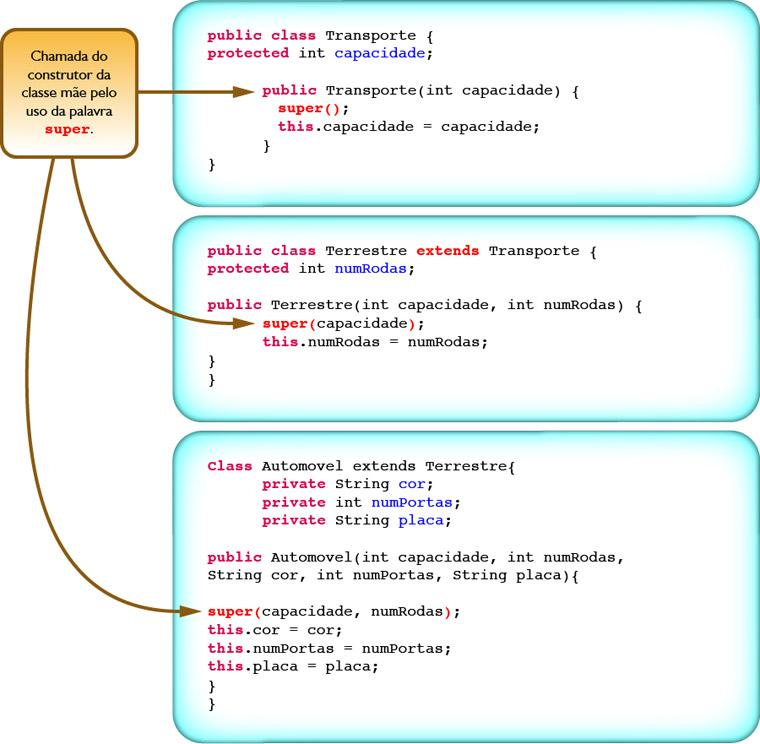 Chamada do
construtor da
classe mãe pelo
uso da palavra
super.
public class Transporte {
protected int capacidade;
public Transporte(int capacidade) {
super();
this.capacidade = capacidade;
}
}
public class Terrestre extends Transporte {
protected int numRodas;
public Terrestre(int capacidade, int numRodas) {
super(capacidade);
this.numRodas = numRodas;
}
}
Class Automovel extends Terrestre{
private String cor;
private int numPortas;
private String placa;
public Automovel(int capacidade, int numRodas,
String cor, int numPortas, String placa){
super(capacidade, numRodas);
this.cor = cor;
this.numPortas = numPortas;
this.placa = placa;
}
}